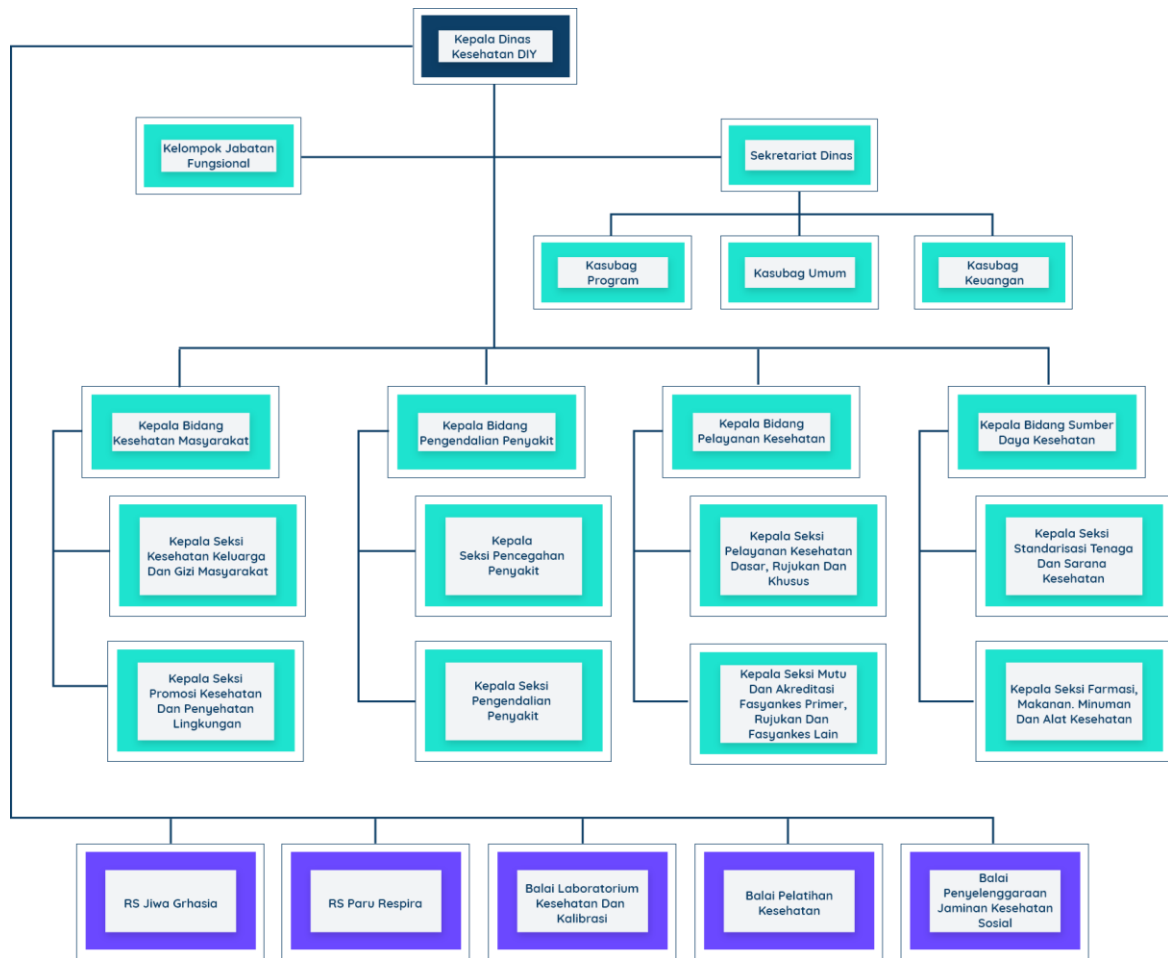 Kepala Dinas
Kesehatan DIY
Kelompok Jabatan
Fungsional
Sekretariat Dinas
Kasubag
Program
Kasubag Umum
Kasubag
Keuangan
Kepala Bidang
Kesehatan Masyarakat
Kepala Bidang
Pengendalian Penyakit
Kepala Bidang
Pelayanan Kesehatan
Kepala Bidang Sumber
Daya Kesehatan
Kepala Seksi
Kesehatan Keluarga
Dan Gizi Masyarakat
Kepala
Seksi Pencegahan
Penyakit
Kepala Seksi
Pelayanan Kesehatan
Dasar, Rujukan Dan
Khusus
Kepala Seksi
Standarisasi Tenaga
Dan Sarana
Kesehatan
Kepala Seksi
Promosi Kesehatan
Dan Penyehatan
Lingkungan
Kepala Seksi
Pengendalian
Penyakit
Kepala Seksi Mutu
Dan Akreditasi
Fasyankes Primer,
Rujukan Dan
Fasyankes Lain
Kepala Seksi Farmasi,
Makanan. Minuman
Dan Alat Kesehatan
RS Jiwa Grhasia
RS Paru Respira
Balai Laboratorium
Kesehatan Dan
Kalibrasi
Balai Pelatihan
Kesehatan
Balai
Penyelenggaraan
Jaminan Kesehatan
Sosial